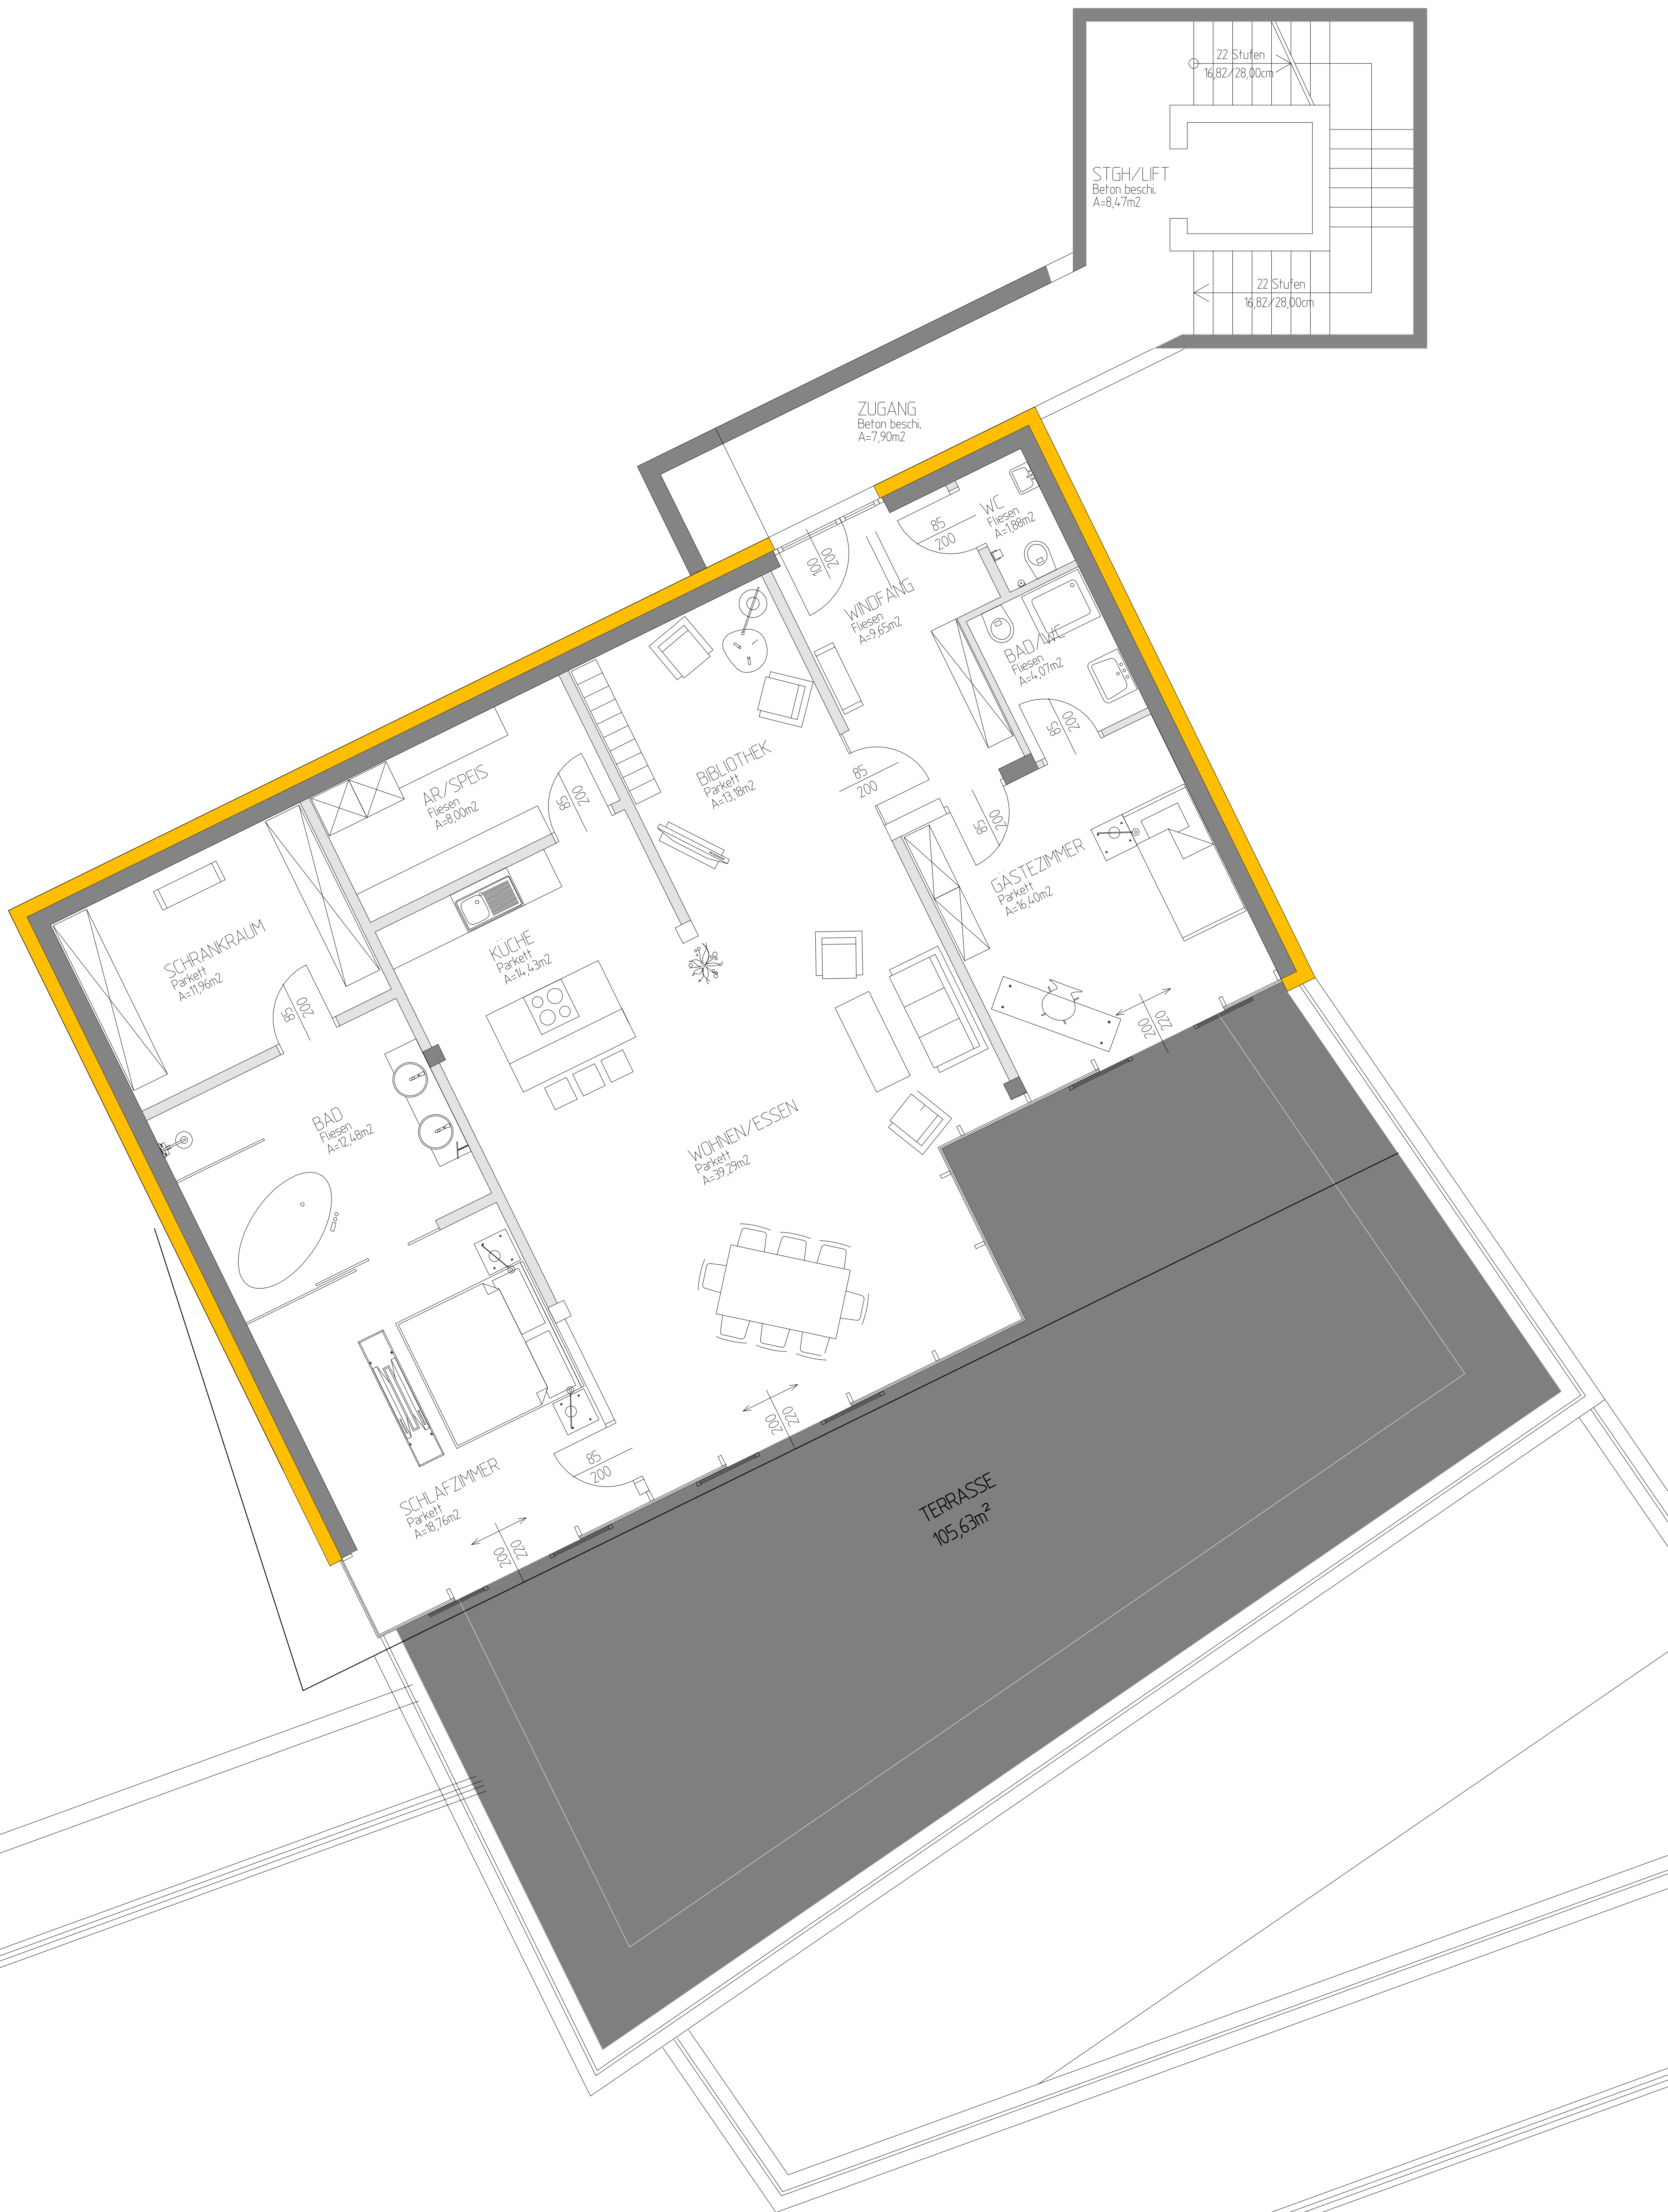 22 Stufen
16,82/28,00cm
STGH/LIFT
Beton beschi.
A=8,47m2
22 Stufen
16,82/28,00cm
ZUGANG
Beton beschi.
A=7,90m2
WC
Fliesen
A=1,88m2
85
200
100
200
WINDFANG
Fliesen
A=9,65m2
BAD/WC
Fliesen
A=4,07m2
85
200
BIBLIOTHEK
Parkett
A=13,18m2
85
200
AR/SPEIS
Fliesen
A=8,00m2
85
200
85
200
GÄSTEZIMMER
Parkett
A=16,40m2
SCHRANKRAUM
Parkett
A=11,96m2
85
200
KÜCHE
Parkett
A=14,43m2
200
220
BAD
Fliesen
A=12,48m2
WOHNEN/ESSEN
Parkett
A=39,29m2
200
220
85
200
SCHLAFZIMMER
Parkett
A=18,76m2
200
220
TERRASSE
105,63m²